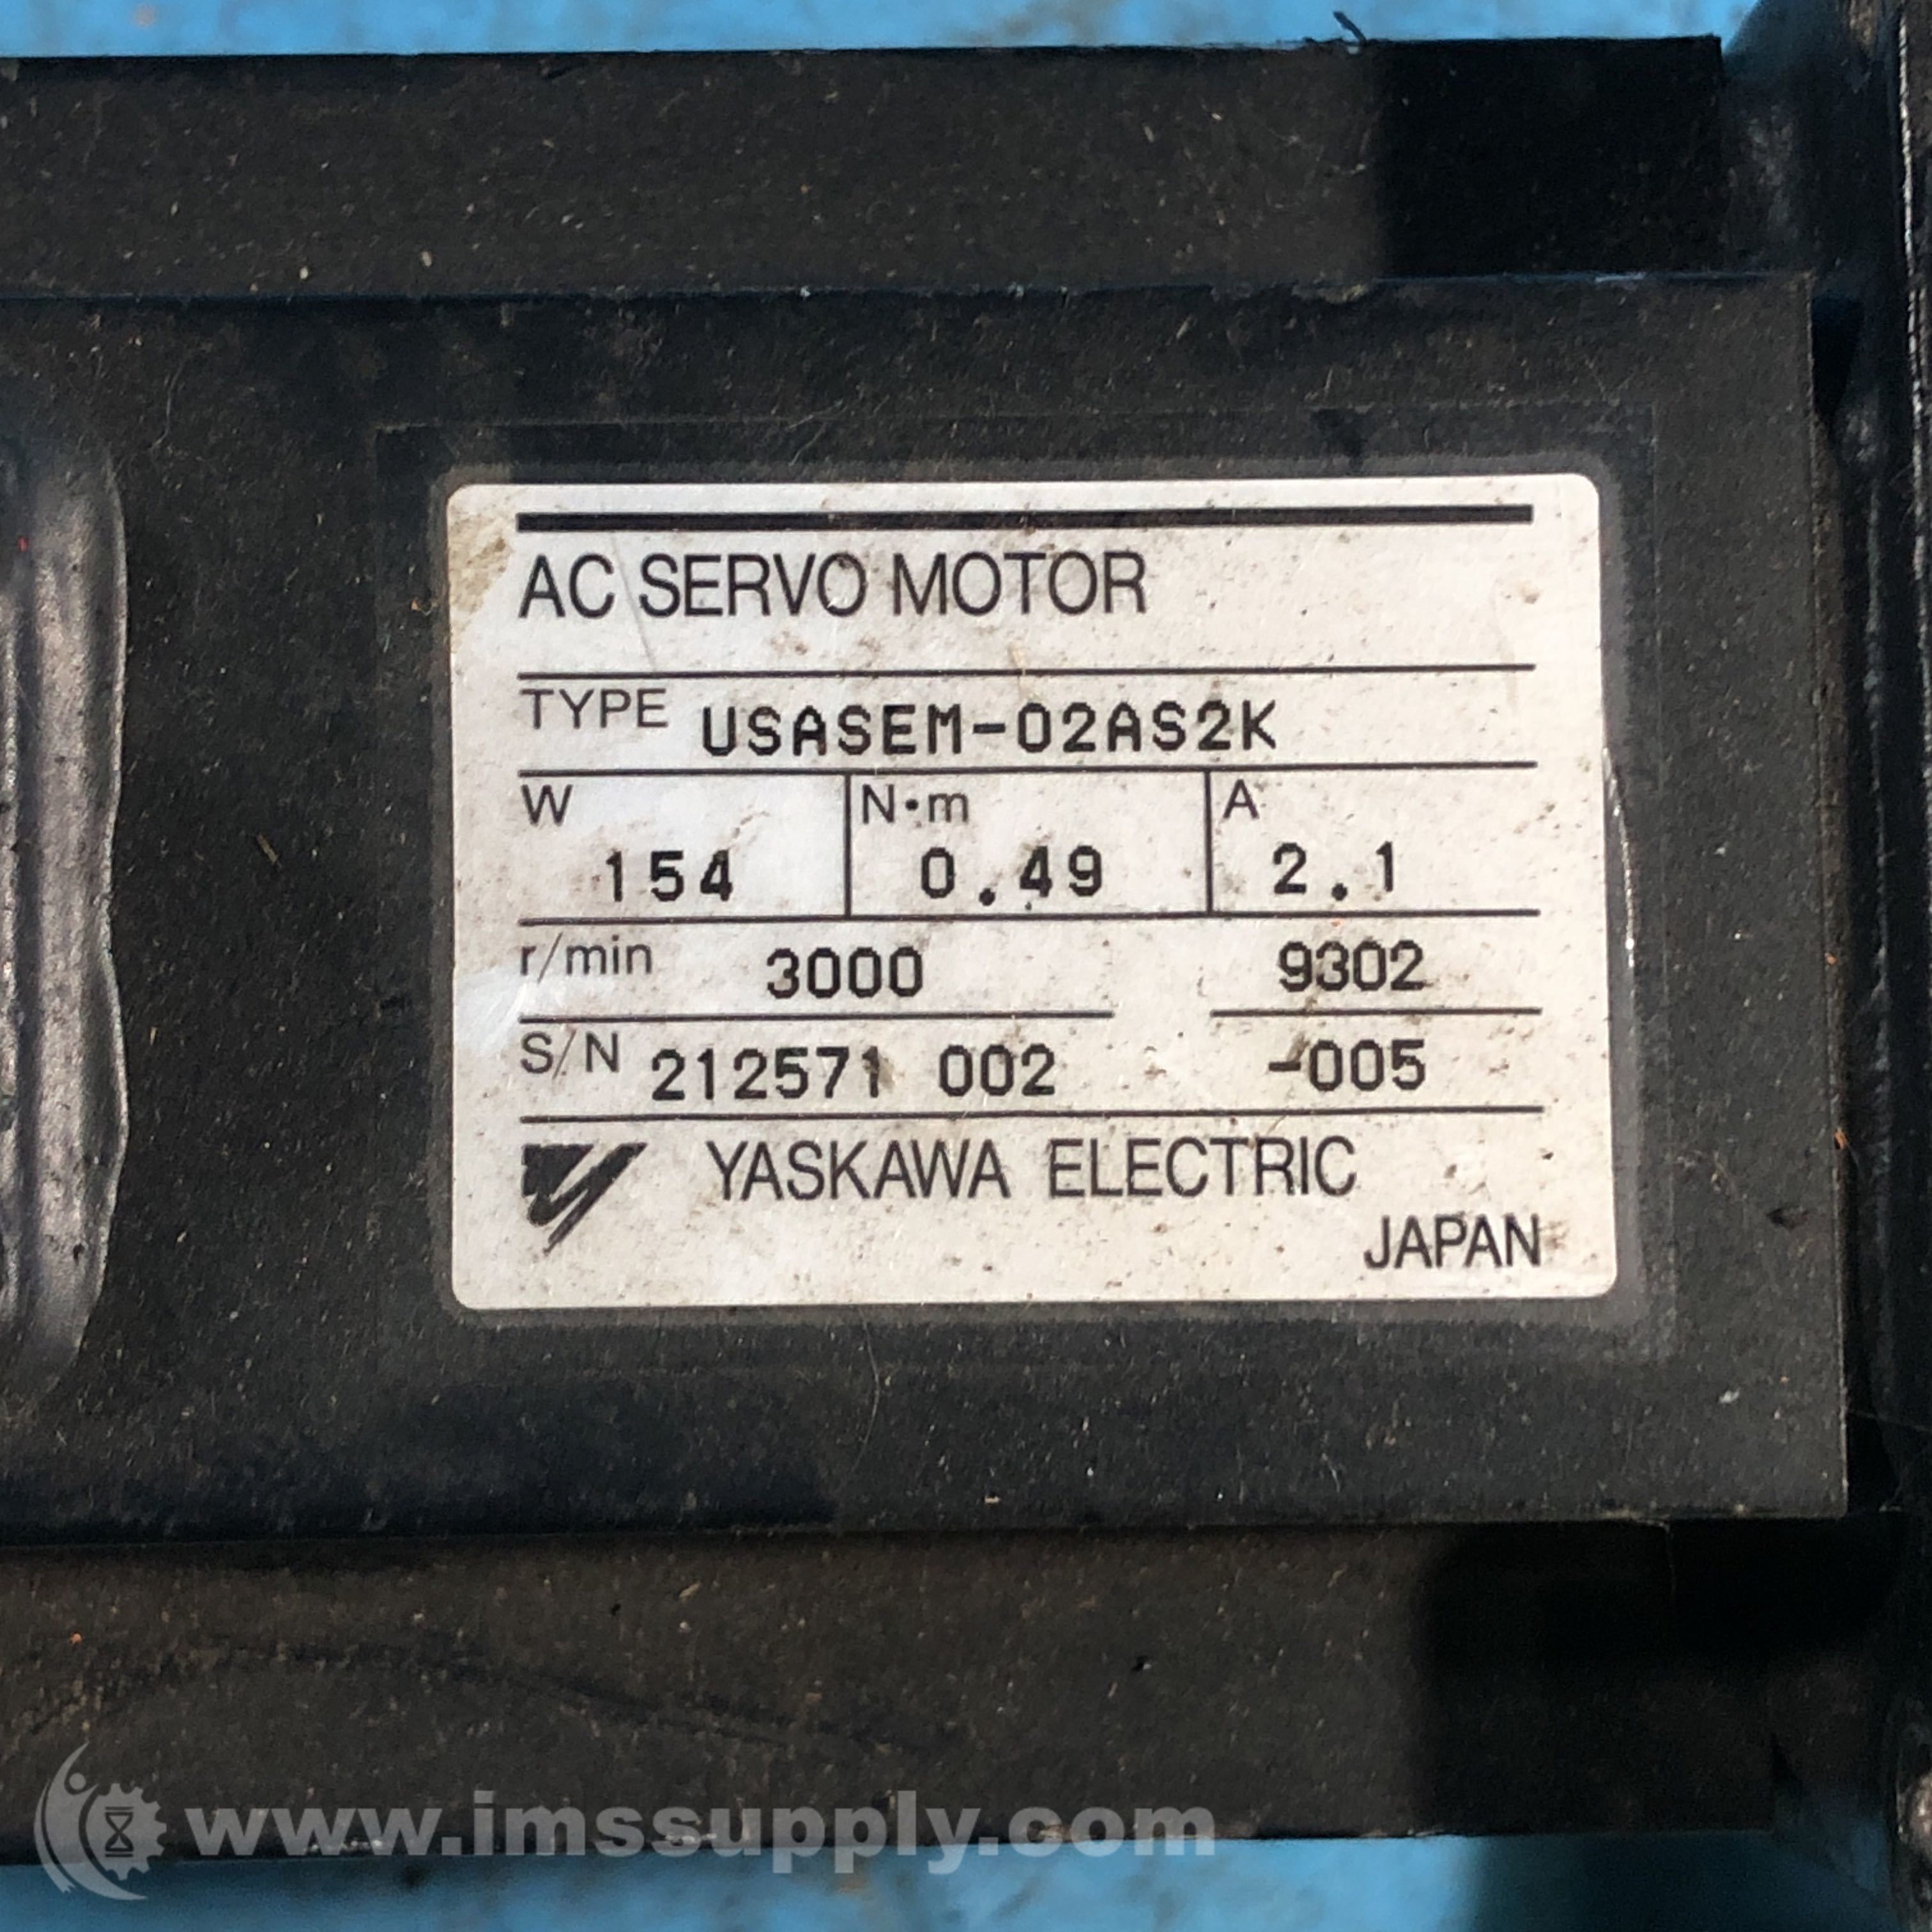 AC SERVO MOTOR
TYPE USASEM-02AS2K
W N·m A
154 0.49 2.1
r/min 3000 9302
S/N 212571 002 -005
YASKAWA ELECTRIC
JAPAN
www.imssupply.com